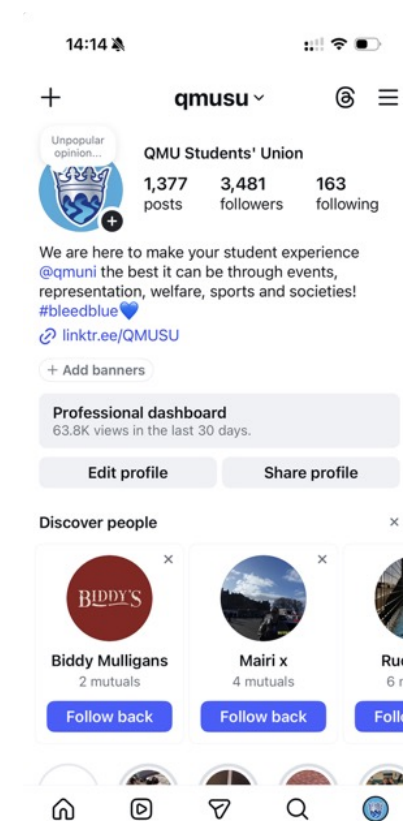 14:14
qmusu
Unpopular
opinion...
QMU Students' Union
1,377 3,481 163
posts followers following
We are here to make your student experience
@qmuni the best it can be through events,
representation, welfare, sports and societies!
#bleedblue💙
linktr.ee/QMUSU
+ Add banners
Professional dashboard
63.8K views in the last 30 days.
Edit profile Share profile
Discover people
BIDDY'S
Biddy Mulligans Mairi x
2 mutuals 4 mutuals
Follow back Follow back